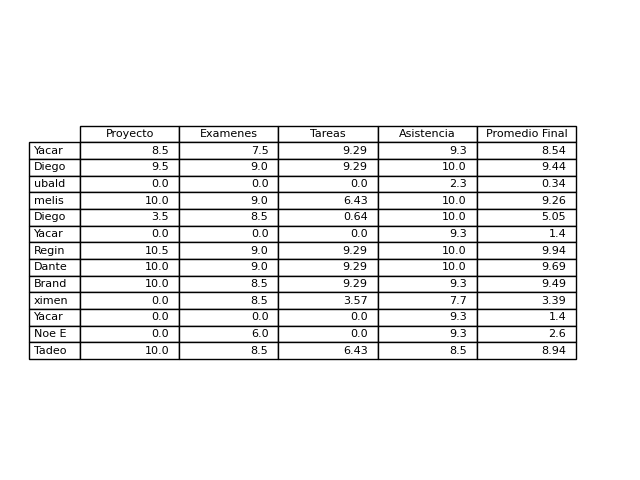 Proyecto Examenes Tareas Asistencia Promedio Final
Yacar 8.5 7.5 9.29 9.3 8.54
Diego 9.5 9.0 9.29 10.0 9.44
ubald 0.0 0.0 0.0 2.3 0.34
melis 10.0 9.0 6.43 10.0 9.26
Diego 3.5 8.5 0.64 10.0 5.05
Yacar 0.0 0.0 0.0 9.3 1.4
Regin 10.5 9.0 9.29 10.0 9.94
Dante 10.0 9.0 9.29 10.0 9.69
Brand 10.0 8.5 9.29 9.3 9.49
ximen 0.0 8.5 3.57 7.7 3.39
Yacar 0.0 0.0 0.0 9.3 1.4
Noe E 0.0 6.0 0.0 9.3 2.6
Tadeo 10.0 8.5 6.43 8.5 8.94